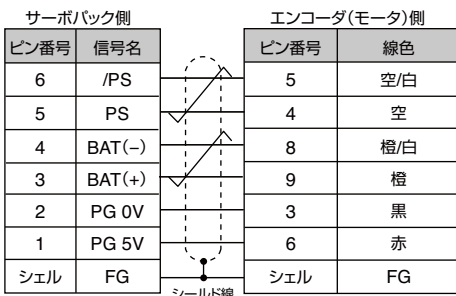 サーボパック側 エンコーダ(モータ)側
ピン番号 信号名 ピン番号 線色
6 /PS 5 空/白
5 PS 4 空
4 BAT(−) 8 橙/白
3 BAT(+) 9 橙
2 PG 0V 3 黒
1 PG 5V 6 赤
シェル FG シェル FG
シールド線